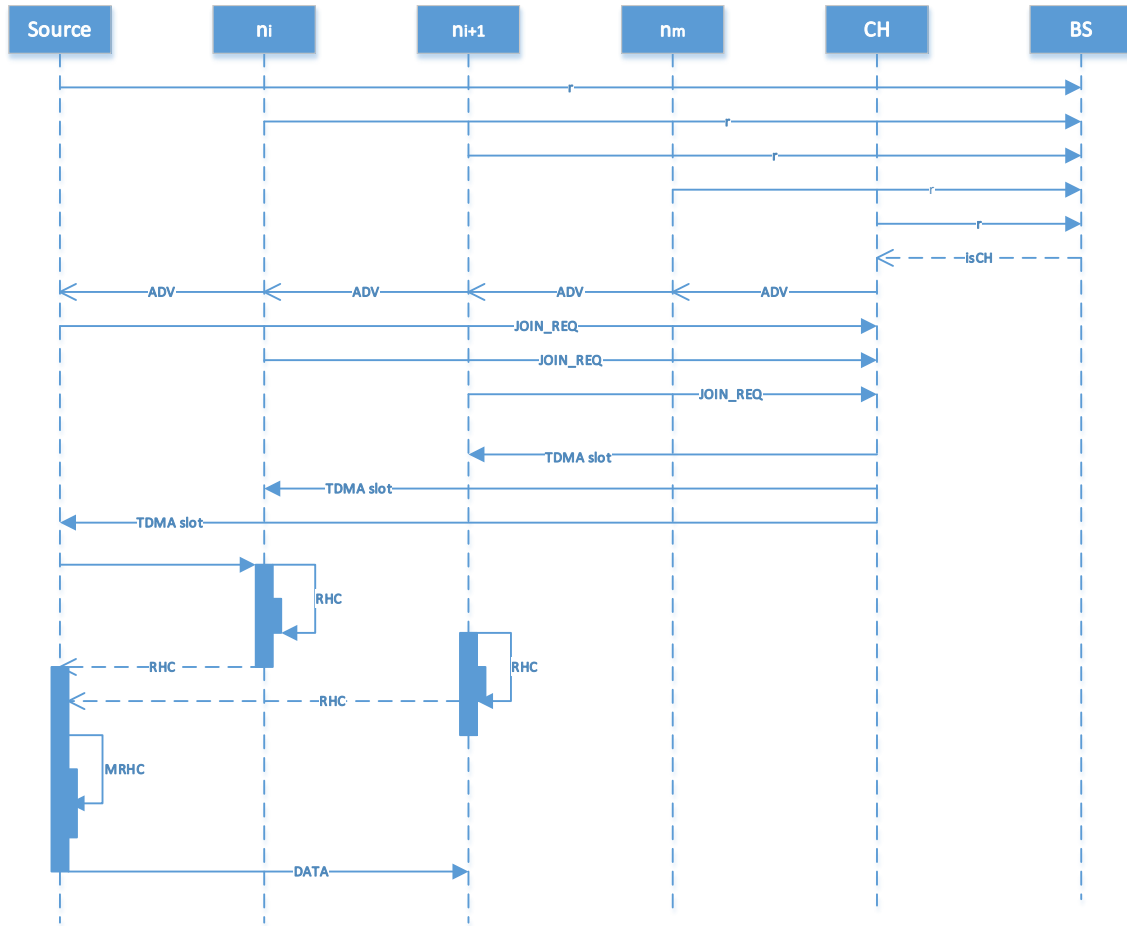 Source
ni
ni+1
nm
CH
BS
r
r
r
r
r
isCH
ADV
ADV
ADV
ADV
JOIN_REQ
JOIN_REQ
JOIN_REQ
TDMA slot
TDMA slot
TDMA slot
RHC
RHC
RHC
RHC
MRHC
DATA